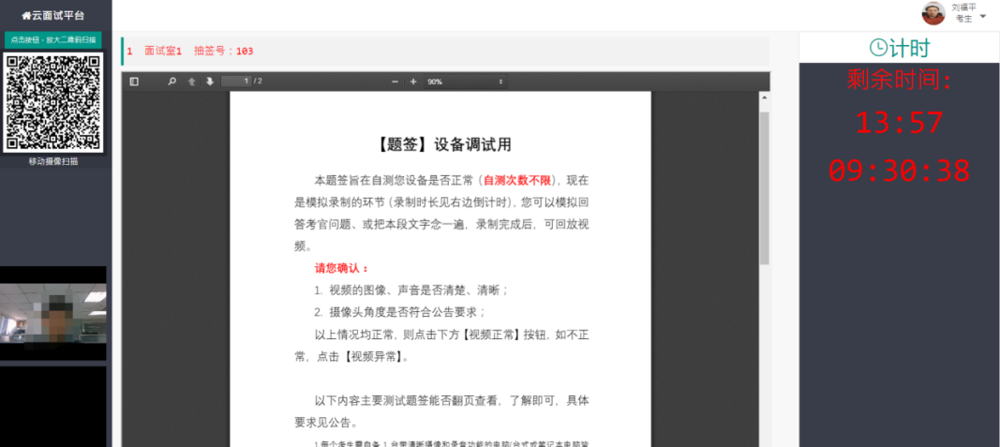 云面试平台
刘福平
考生
点击按钮-放大二维码扫描
移动摄像扫描
1 面试室1 抽签号：103
1 / 2
90%
计时
剩余时间：
13:57
09:30:38
【题签】设备调试用
本题签旨在自测您设备是否正常（自测次数不限），现在
是模拟录制的环节（录制时长见右边倒计时），您可以模拟回
答考官问题、或把本段文字念一遍，录制完成后，可回放视
频。
请您确认：
1. 视频的图像、声音是否清楚、清晰；
2. 摄像头角度是否符合公告要求；
以上情况均正常，则点击下方【视频正常】按钮，如不正
常，点击【视频异常】。
以下内容主要测试题签能否翻页查看，了解即可，具体
要求见公告。
1.每个考生需自备 1 台带清晰摄像和录音功能的电脑(台式或笔记本电脑皆